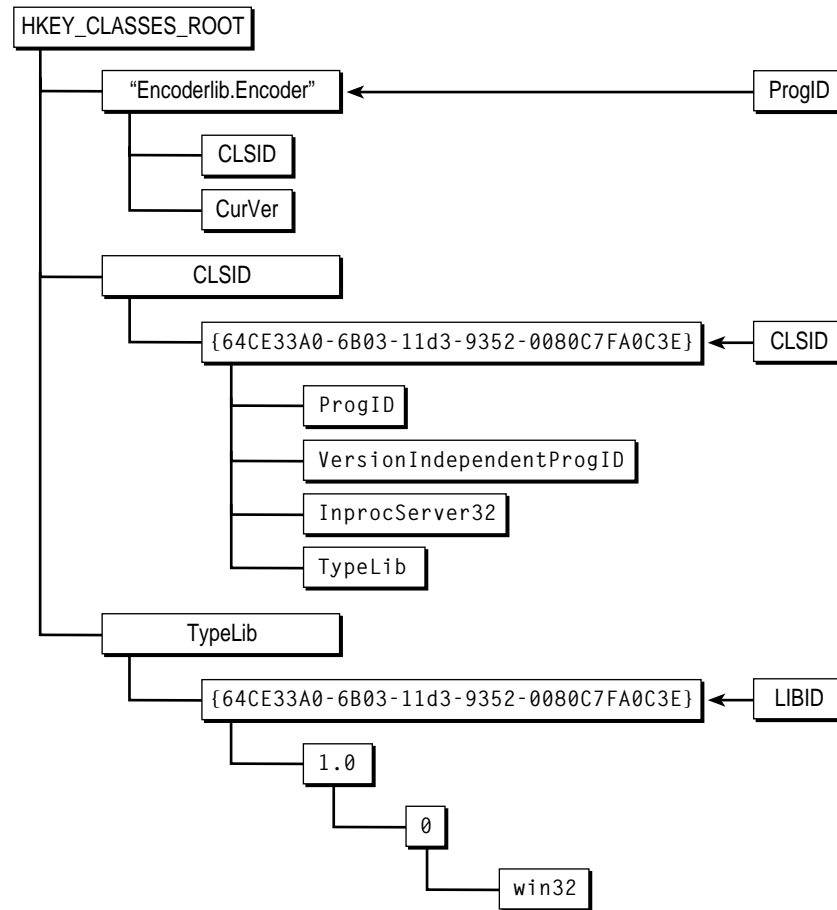 HKEY_CLASSES_ROOT
“Encoderlib.Encoder”
ProgID
CLSID
CurVer
CLSID
{64CE33A0-6B03-11d3-9352-0080C7FA0C3E}
CLSID
ProgID
VersionIndependentProgID
InprocServer32
TypeLib
TypeLib
{64CE33A0-6B03-11d3-9352-0080C7FA0C3E}
LIBID
1.0
0
win32